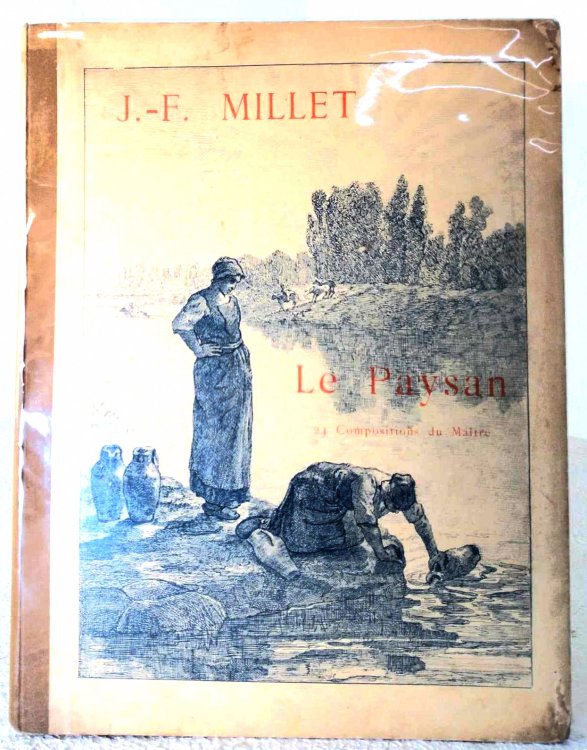 J.-F. MILLET
Le Paysan
24 Compositions du Maître